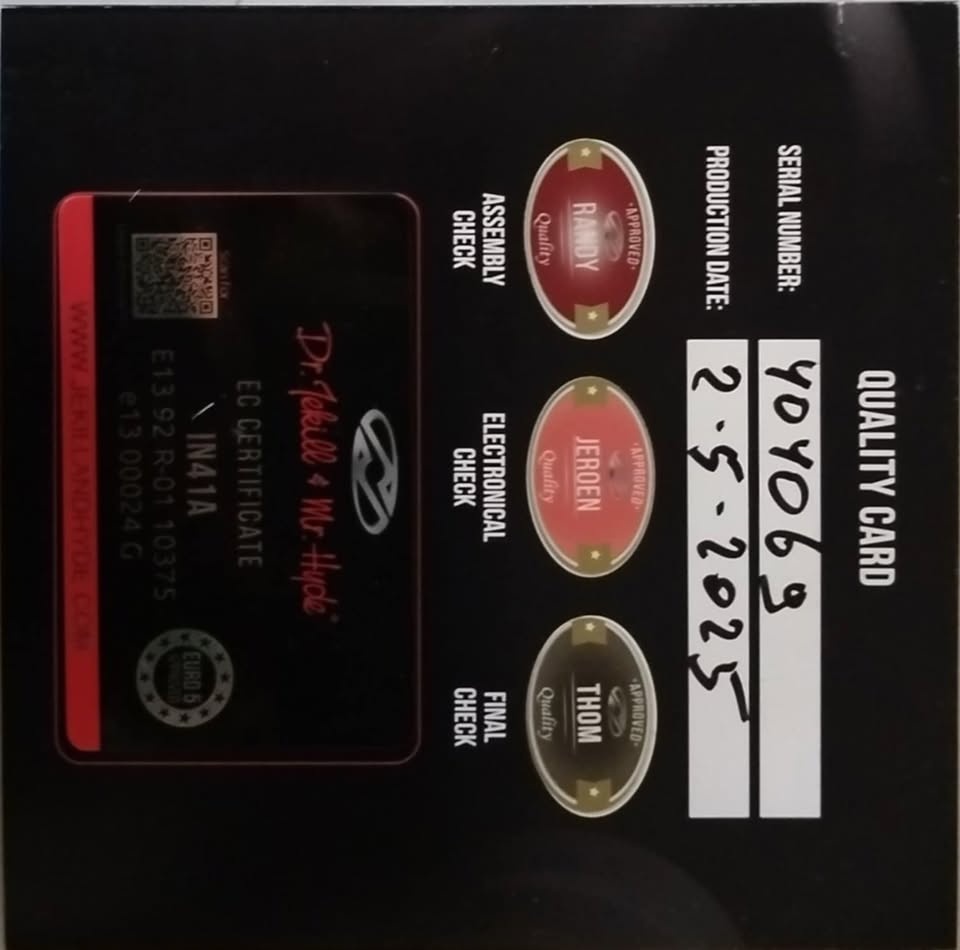 QUALITY CARD
SERIAL NUMBER: 404069
PRODUCTION DATE: 2-5-2025
·APPROVED· RANDY Quality
·APPROVED· JEROEN Quality
·APPROVED· THOM Quality
ASSEMBLY CHECK
ELECTRONICAL CHECK
FINAL CHECK
Dr. Jekill & Mr. Hyde®
EC CERTIFICATE
IN41A
E13 92 R-01 10375
e13 00024 G
EURO 5
WWW.JEKILLANDHYDE.COM